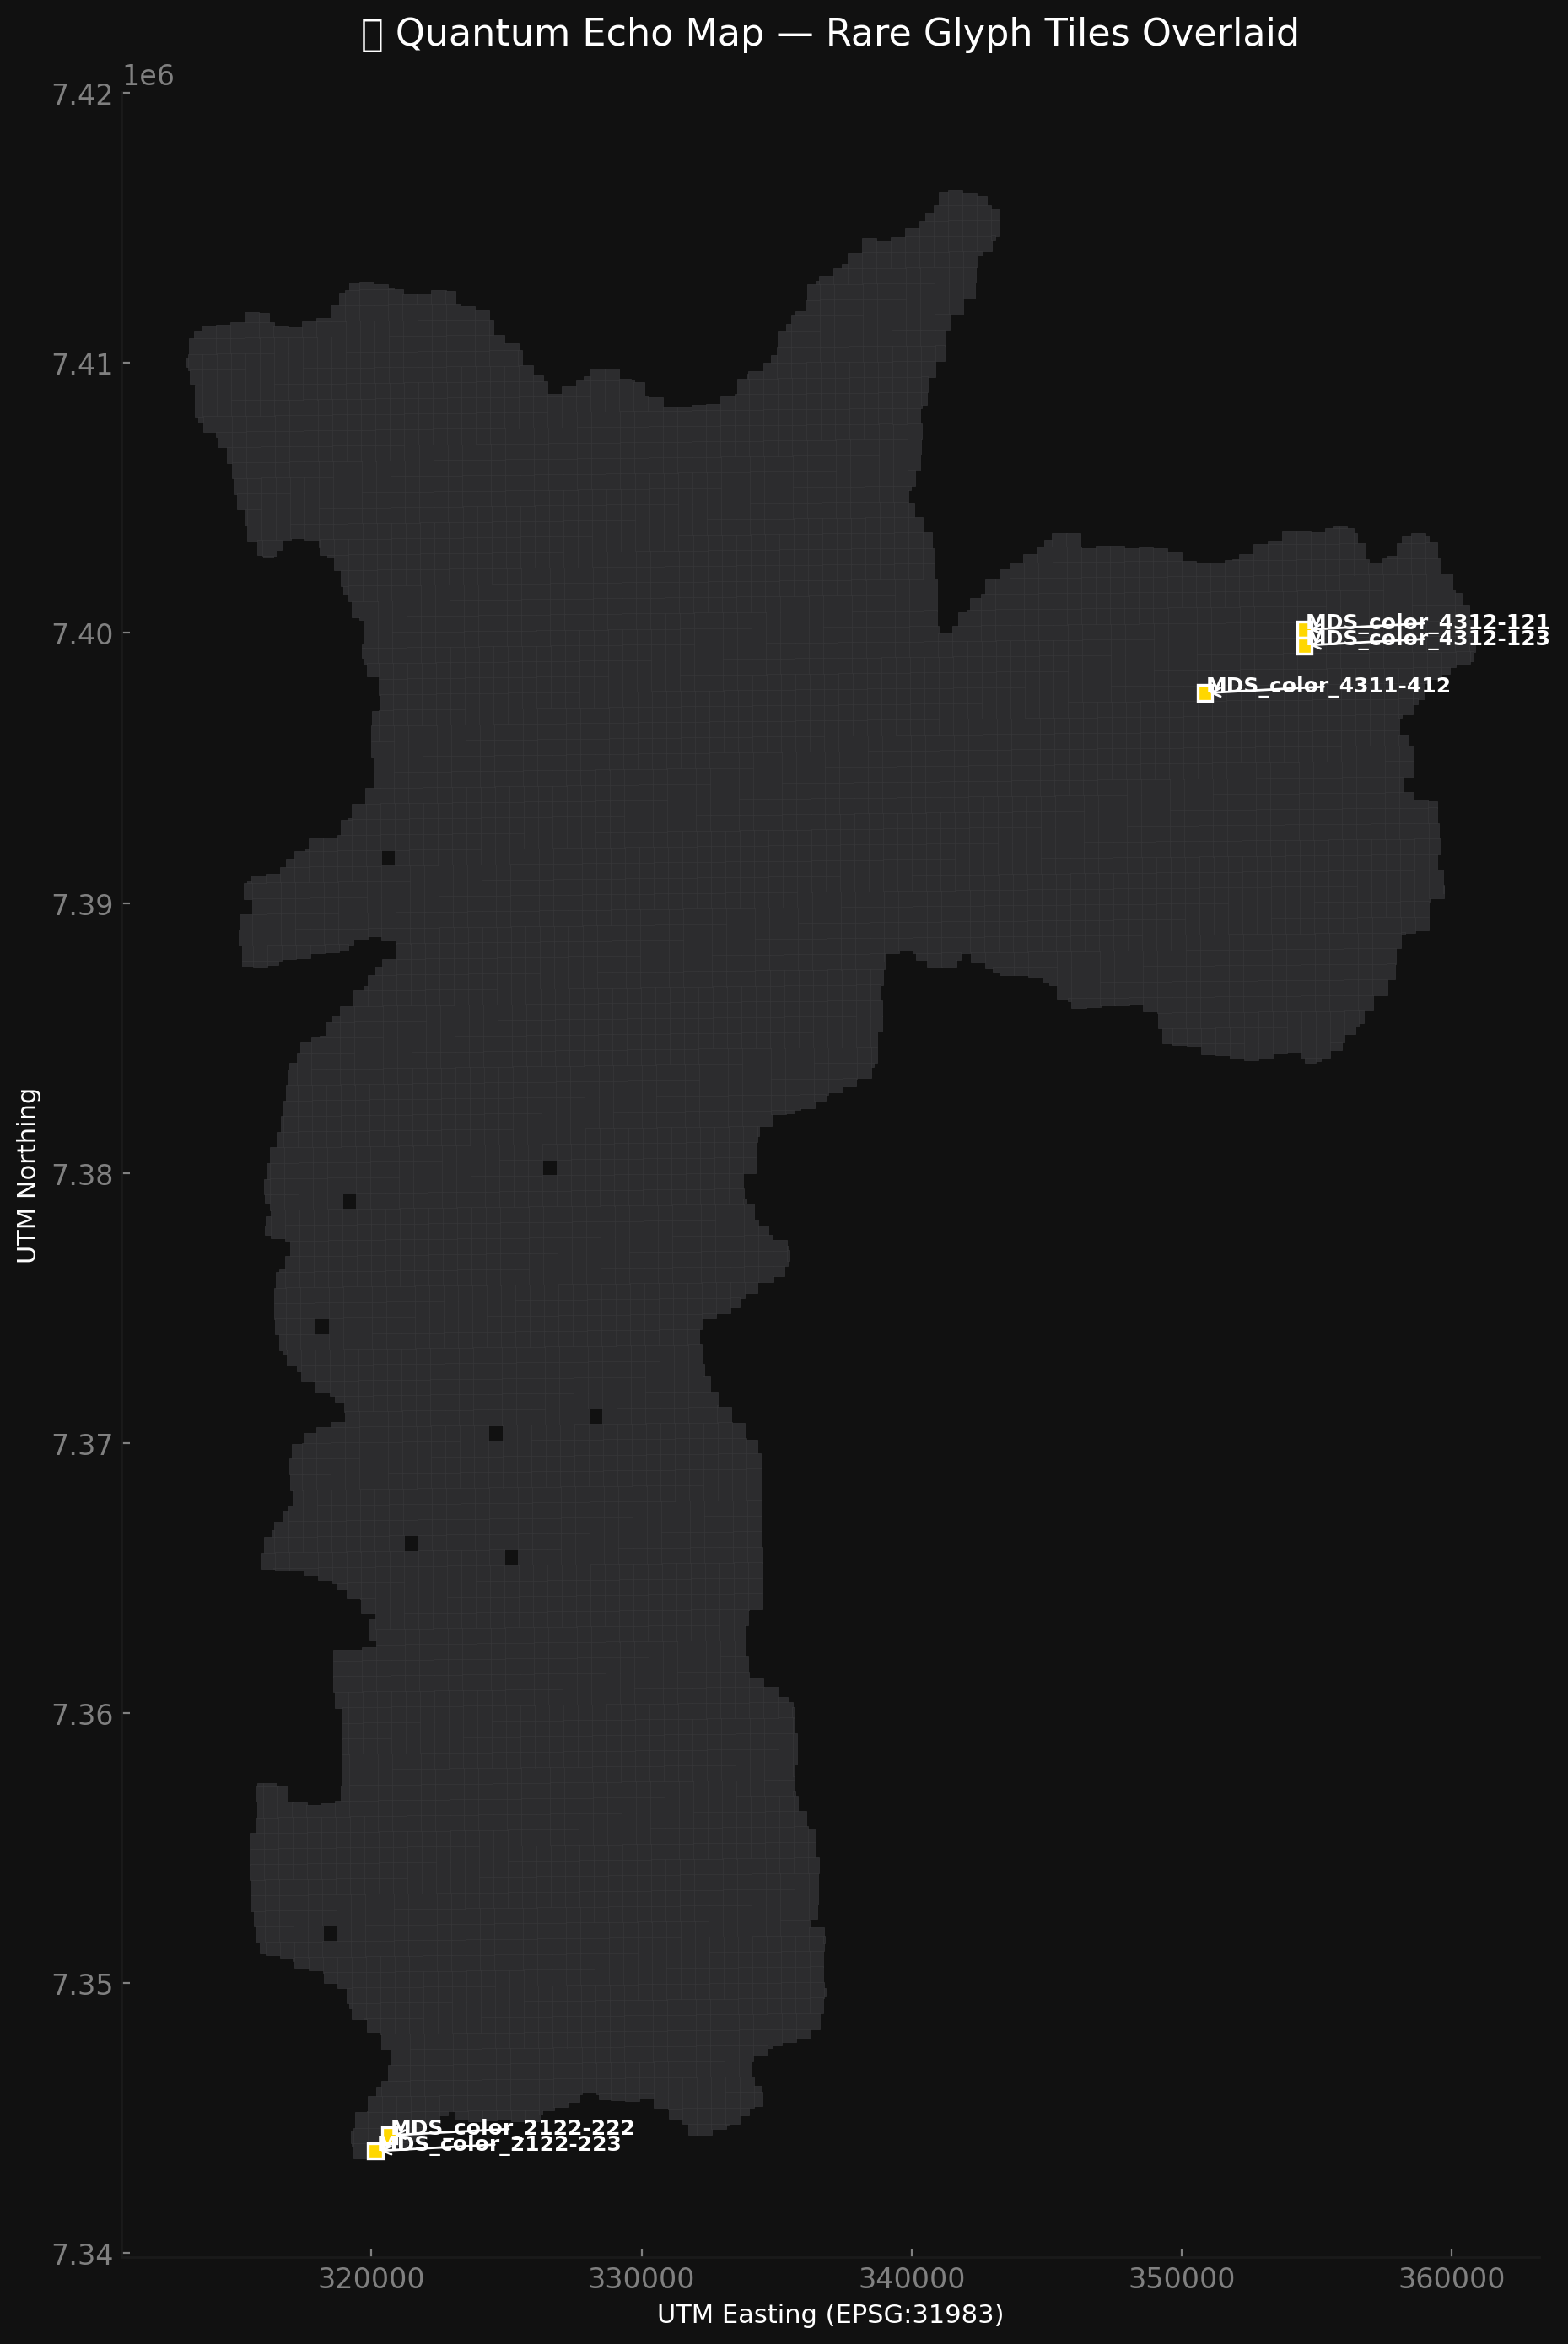 Quantum Echo Map — Rare Glyph Tiles Overlaid
1e6
7.42
7.41
7.40
7.39
7.38
7.37
7.36
7.35
7.34
UTM Northing
MDS_color_4312-121
MDS_color_4312-123
MDS_color_4311-412
MDS_color_2122-222
MDS_color_2122-223
320000 330000 340000 350000 360000
UTM Easting (EPSG:31983)